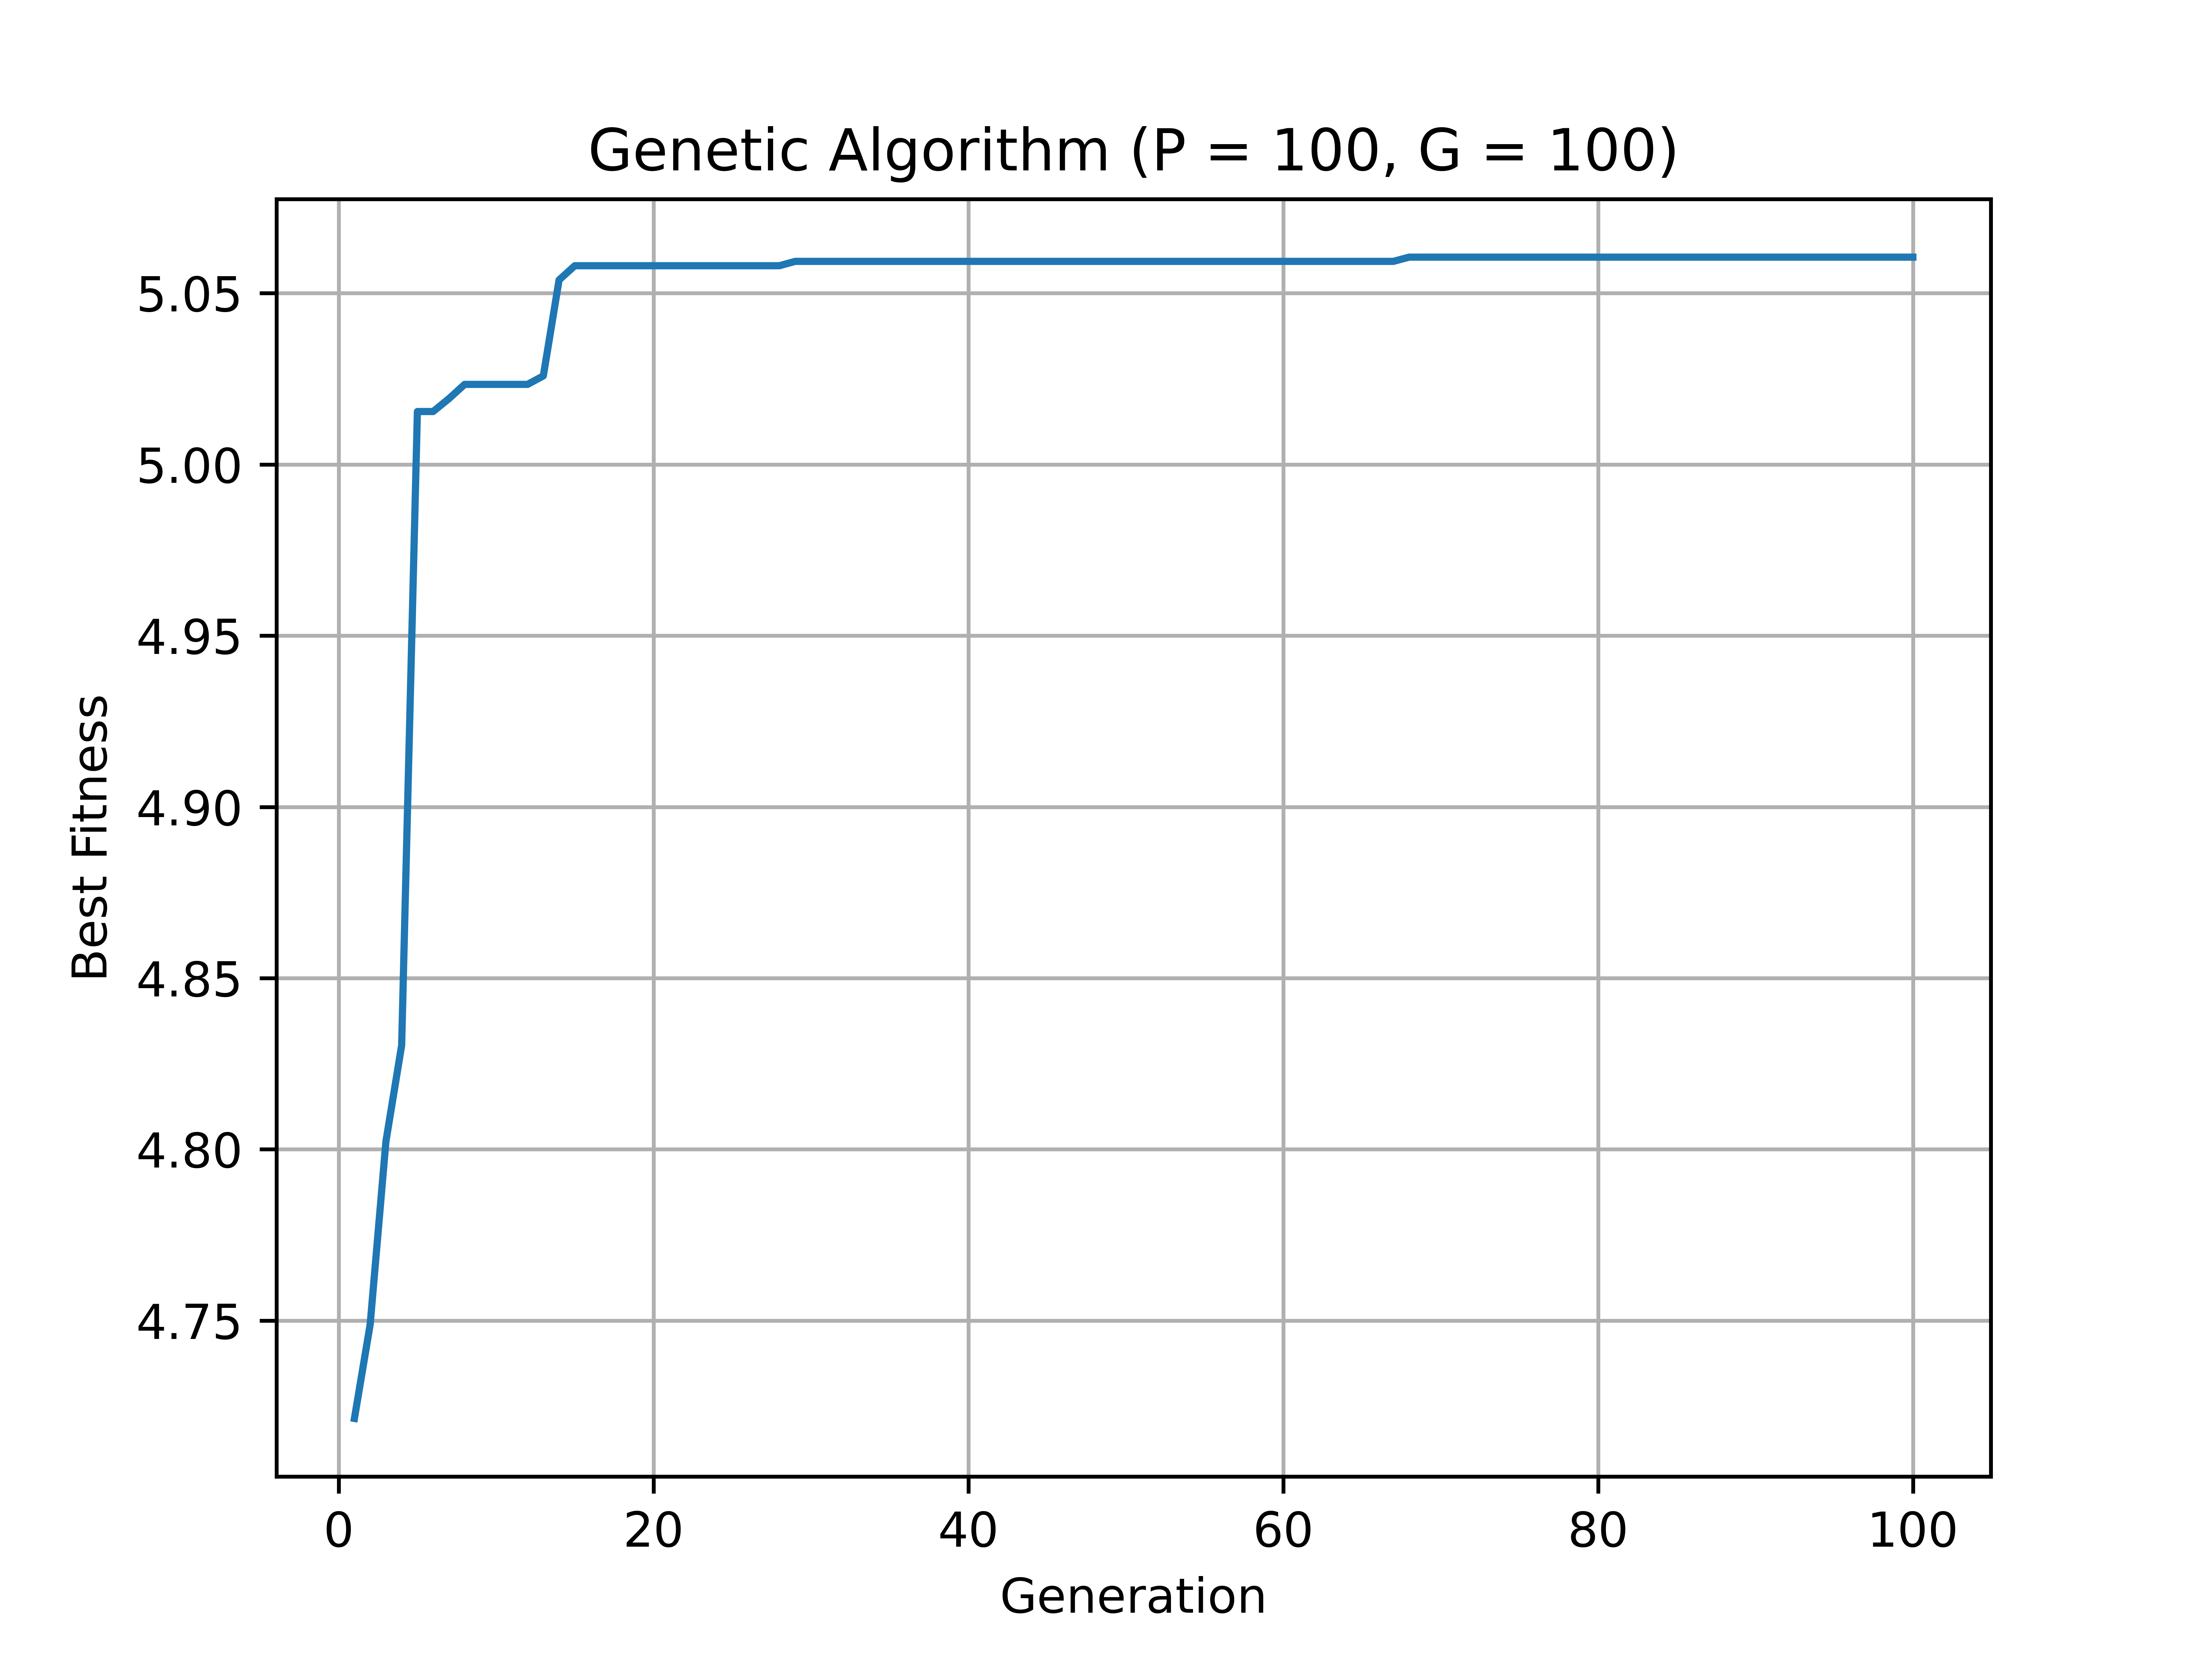 Genetic Algorithm (P = 100, G = 100)
Best Fitness
5.05
5.00
4.95
4.90
4.85
4.80
4.75
0 20 40 60 80 100
Generation